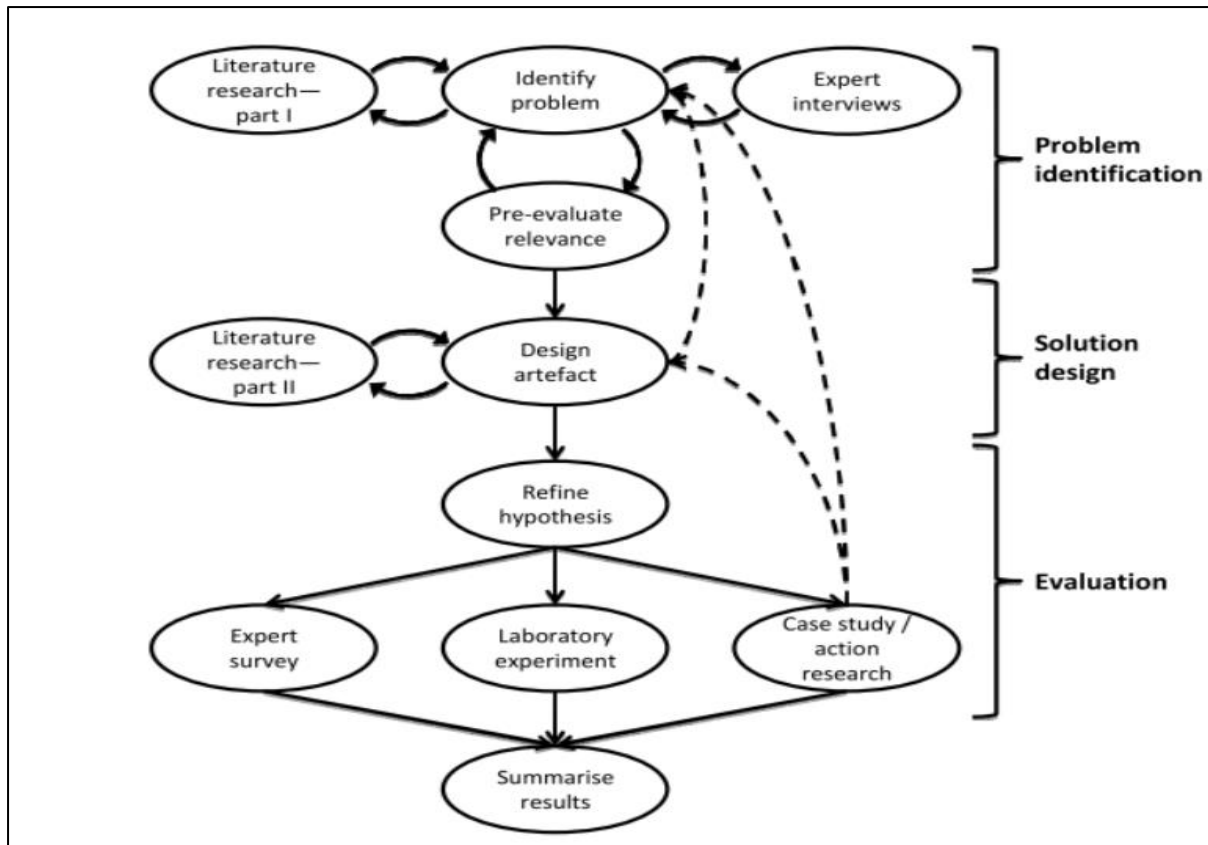 Literature
research—
part I
Identify
problem
Expert
interviews
Problem
identification
Pre-evaluate
relevance
Literature
research—
part II
Design
artefact
Solution
design
Refine
hypothesis
Evaluation
Expert
survey
Laboratory
experiment
Case study /
action
research
Summarise
results